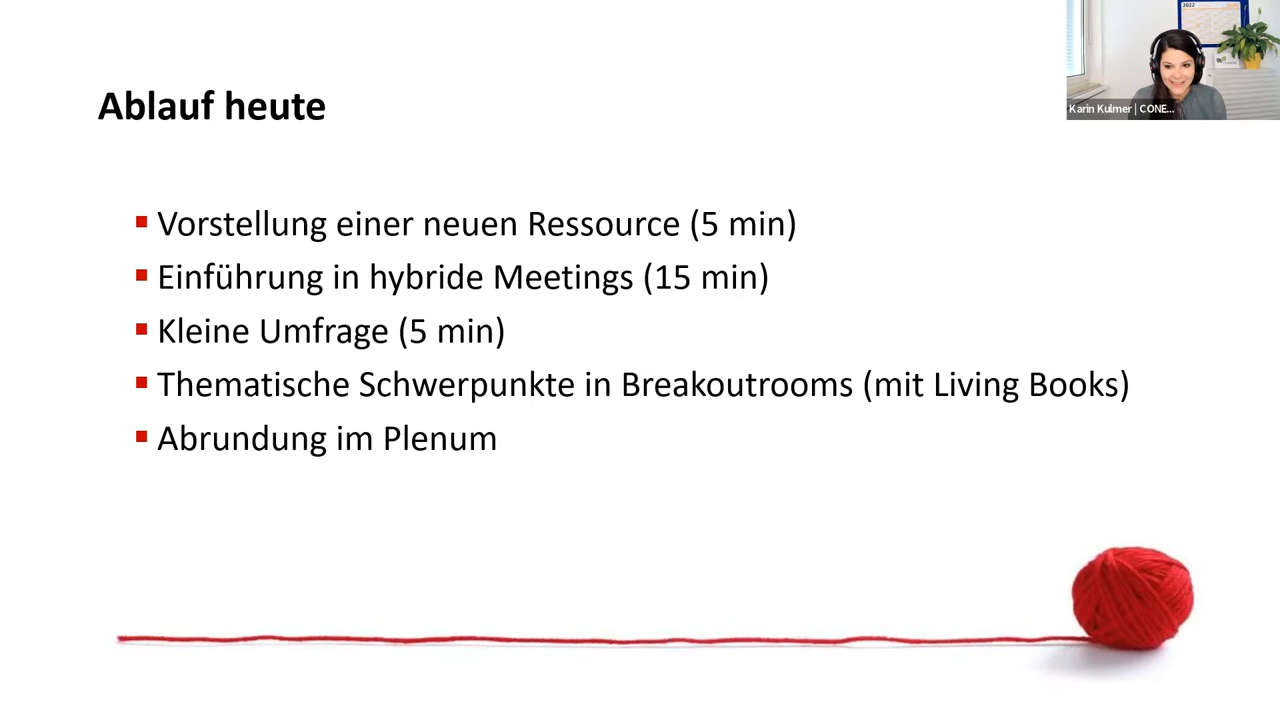 Ablauf heute
2022
Karin Kulmer | CONE...
Vorstellung einer neuen Ressource (5 min)
Einführung in hybride Meetings (15 min)
Kleine Umfrage (5 min)
Thematische Schwerpunkte in Breakoutrooms (mit Living Books)
Abrundung im Plenum